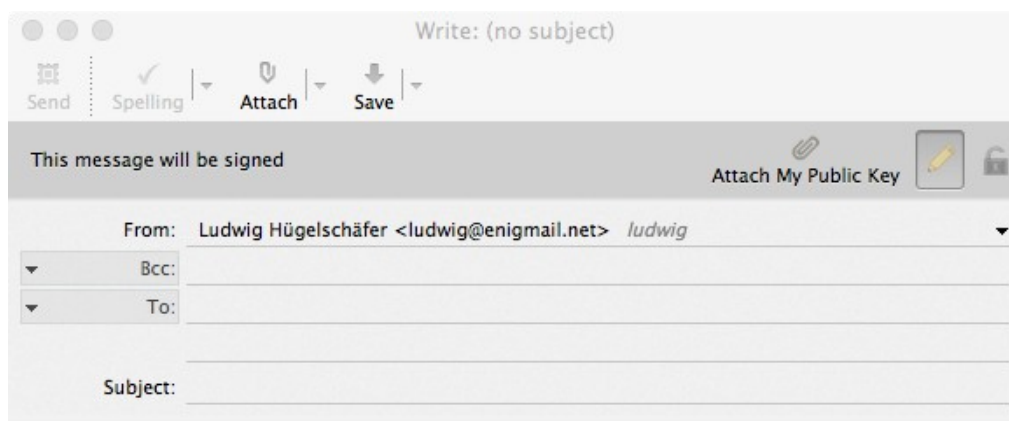 Write: (no subject)
Send Spelling Attach Save
This message will be signed
Attach My Public Key
From: Ludwig Hügelschäfer <ludwig@enigmail.net> ludwig
Bcc:
To:
Subject: